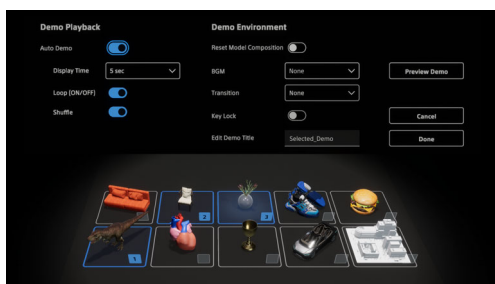 Demo Playback
Demo Environment
Auto Demo
Reset Model Composition
Display Time
5 sec
BGM
None
Preview Demo
Loop (ON/OFF)
Transition
None
Shuffle
Key Lock
Cancel
Edit Demo Title
Selected_Demo
Done
2
3
1